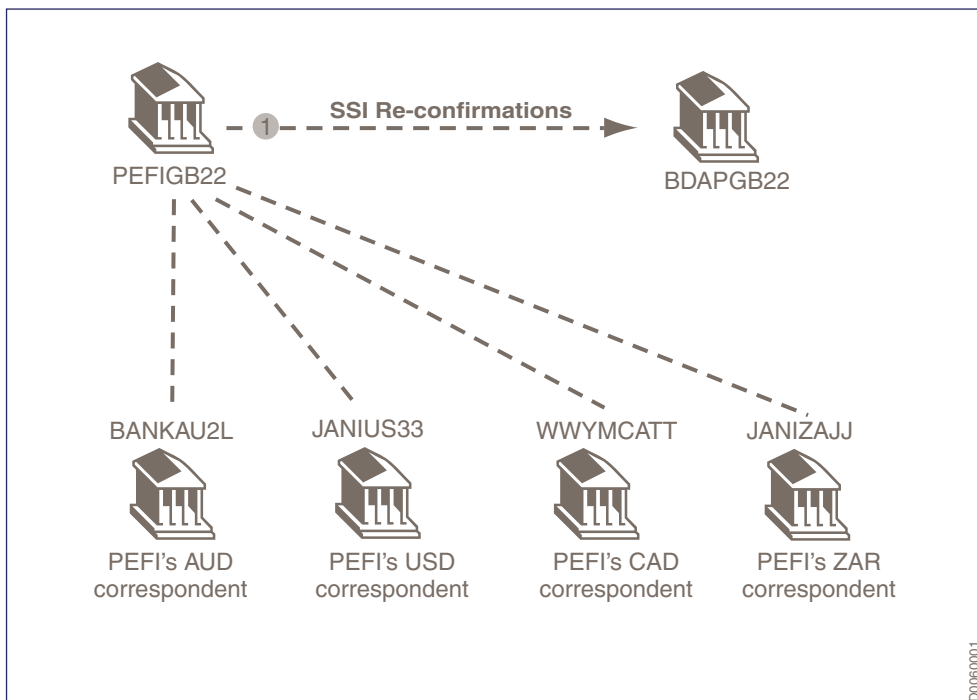 SSI Re-confirmations
1
PEFIGB22
BDAPGB22
BANKAU2L
JANIUS33
WWYMCATT
JANIZAJJ
PEFI's AUD
correspondent
PEFI's USD
correspondent
PEFI's CAD
correspondent
PEFI's ZAR
correspondent
D0060001